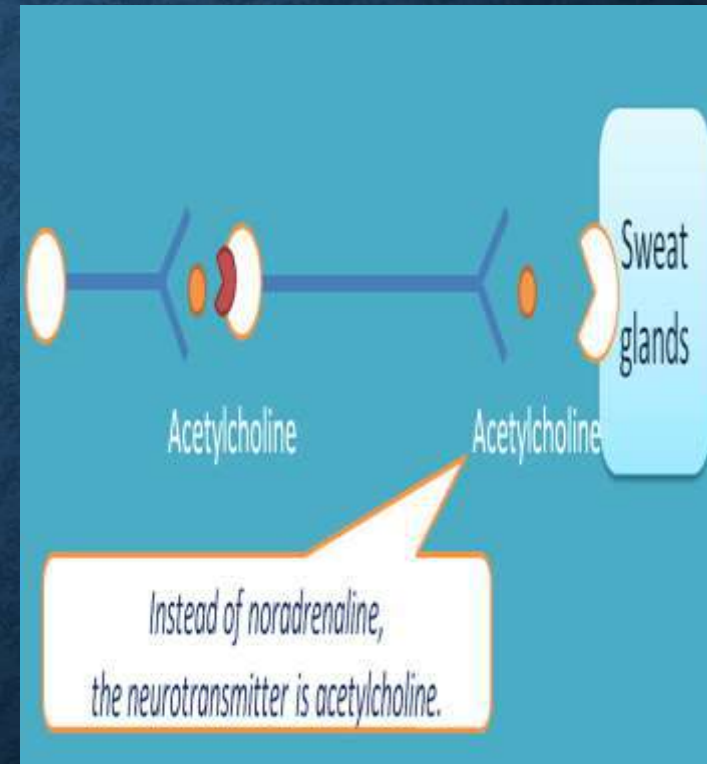 Sweat
glands
Acetylcholine
Acetylcholine
Instead of noradrenaline,
the neurotransmitter is acetylcholine.